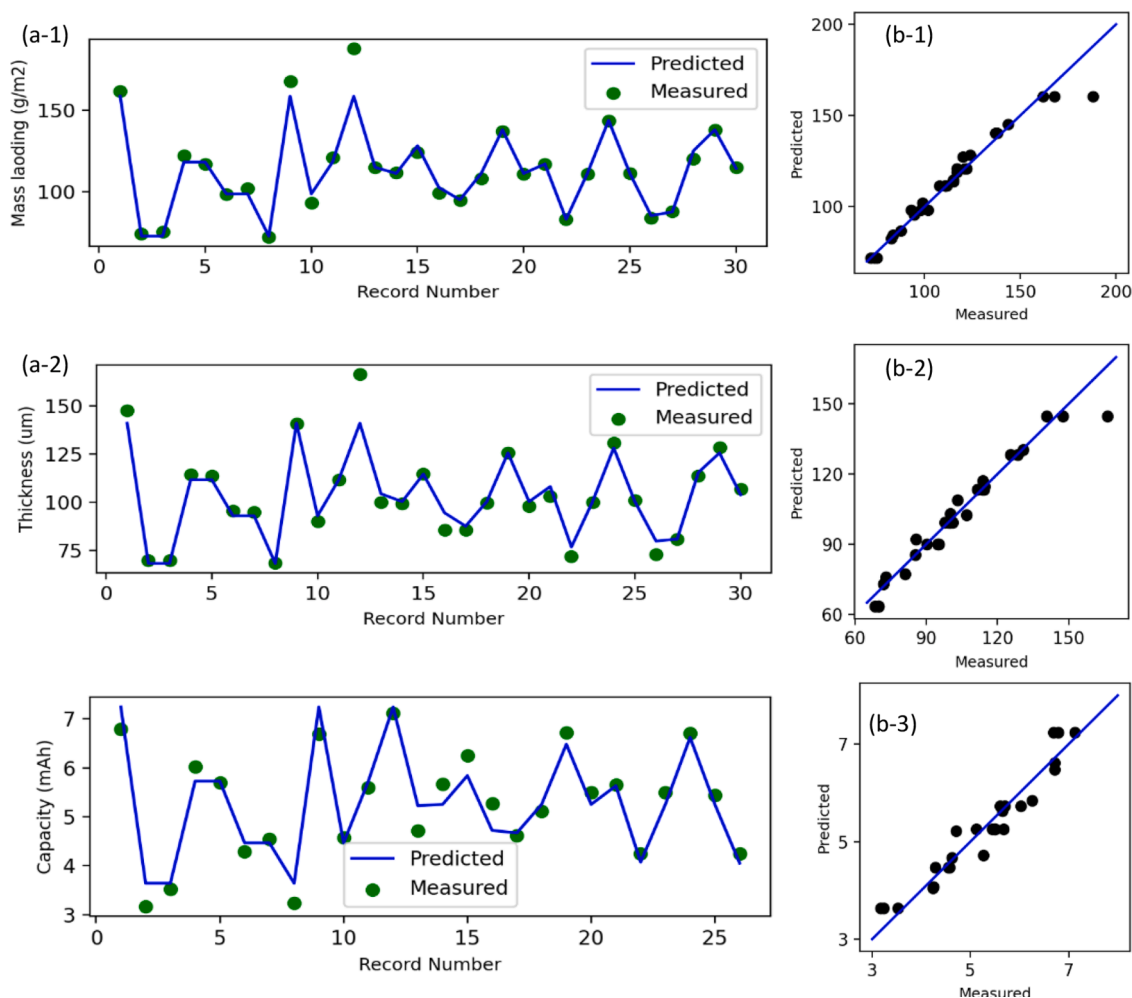 (a-1)
Mass laoding (g/m2)
150
100
Predicted
Measured
0 5 10 15 20 25 30
Record Number
(b-1)
Predicted
200
150
100
100 150 200
Measured
(a-2)
Thickness (um)
150
125
100
75
Predicted
Measured
0 5 10 15 20 25 30
Record Number
(b-2)
Predicted
150
120
90
60
60 90 120 150
Measured
Capacity (mAh)
7
6
5
4
3
Predicted
Measured
0 5 10 15 20 25
Record Number
(b-3)
Predicted
7
5
3
3 5 7
Measured